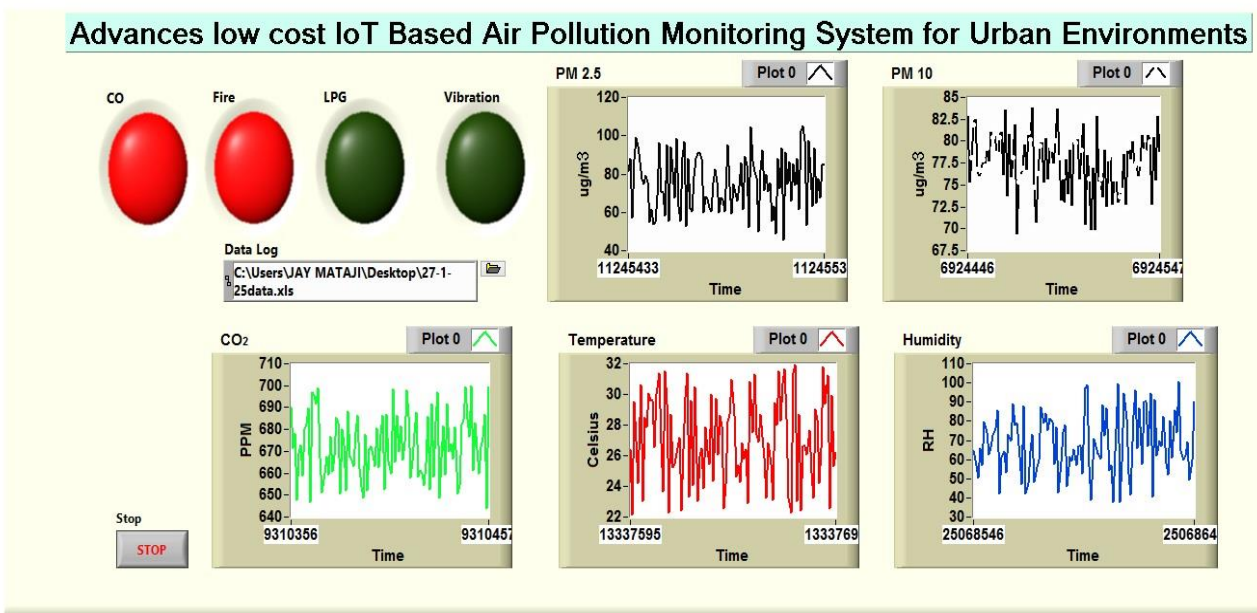 Advances low cost IoT Based Air Pollution Monitoring System for Urban Environments
CO
Fire
LPG
Vibration
Data Log
C:\Users\JAY MATAJI\Desktop\27-1-
25data.xls
PM 2.5
Plot 0
120
100
80
60
40
ug/m3
11245433
1124553
Time
PM 10
Plot 0
85
82.5
80
77.5
75
72.5
70
67.5
ug/m3
6924446
6924547
Time
CO2
Plot 0
710
700
690
680
670
660
650
640
PPM
9310356
9310457
Time
Temperature
Plot 0
32
30
28
26
24
22
Celsius
13337595
1333769
Time
Humidity
Plot 0
110
100
90
80
70
60
50
40
30
RH
25068546
2506864
Time
Stop
STOP